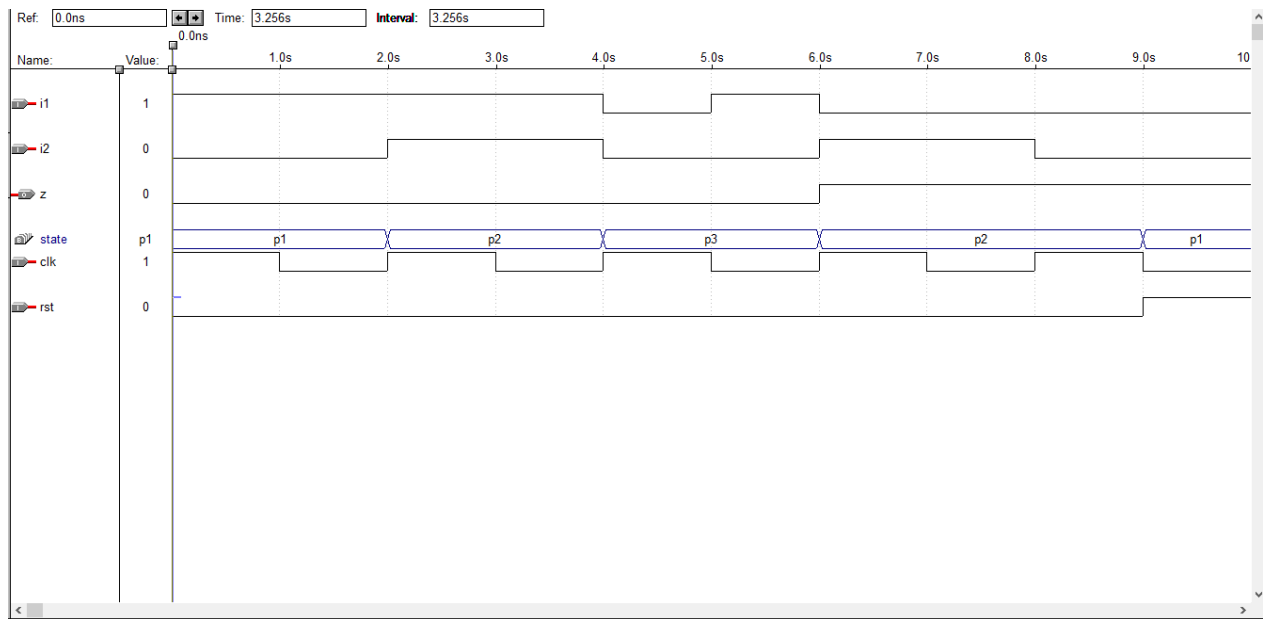 Ref: 0.0ns Time: 3.256s Interval: 3.256s
0.0ns
Name: Value: 1.0s 2.0s 3.0s 4.0s 5.0s 6.0s 7.0s 8.0s 9.0s 10
i1 1
i2 0
z 0
state p1 p1 p2 p3 p2 p1
clk 1
rst 0